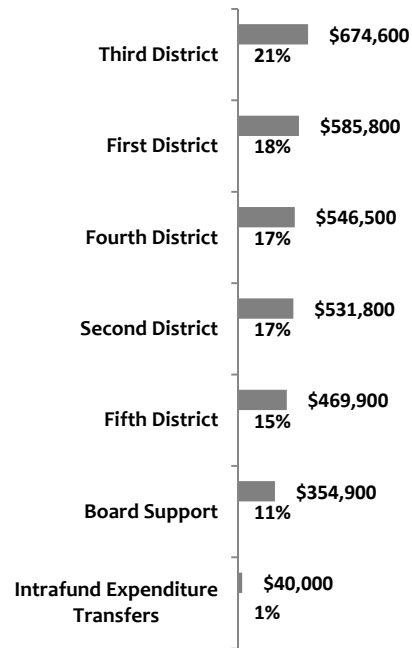 $674,600
Third District
21%
$585,800
First District
18%
$546,500
Fourth District
17%
$531,800
Second District
17%
$469,900
Fifth District
15%
$354,900
Board Support
11%
$40,000
Intrafund Expenditure
Transfers
1%